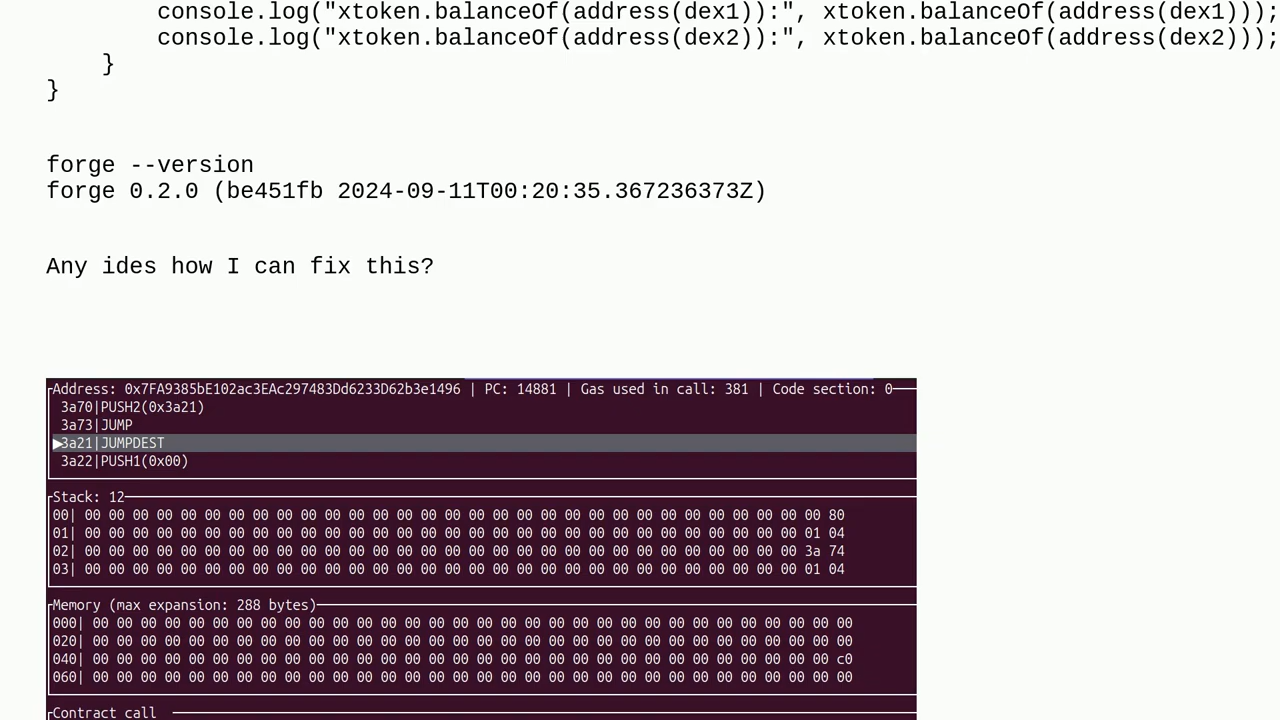 console.log("xtoken.balanceOf(address(dex1)):", xtoken.balanceOf(address(dex1)));
console.log("xtoken.balanceOf(address(dex2)):", xtoken.balanceOf(address(dex2)));
}
}
forge --version
forge 0.2.0 (be451fb 2024-09-11T00:20:35.367236373Z)
Any ides how I can fix this?
Address: 0x7FA9385bE102ac3EAc297483Dd6233D62b3e1496 | PC: 14881 | Gas used in call: 381 | Code section: 0
3a70|PUSH2(0x3a21)
3a73|JUMP
▶3a21|JUMPDEST
3a22|PUSH1(0x00)
Stack: 12
00| 00 00 00 00 00 00 00 00 00 00 00 00 00 00 00 00 00 00 00 00 00 00 00 00 00 00 00 00 00 00 00 80
01| 00 00 00 00 00 00 00 00 00 00 00 00 00 00 00 00 00 00 00 00 00 00 00 00 00 00 00 00 00 00 01 04
02| 00 00 00 00 00 00 00 00 00 00 00 00 00 00 00 00 00 00 00 00 00 00 00 00 00 00 00 00 00 00 3a 74
03| 00 00 00 00 00 00 00 00 00 00 00 00 00 00 00 00 00 00 00 00 00 00 00 00 00 00 00 00 00 00 01 04
Memory (max expansion: 288 bytes)
000| 00 00 00 00 00 00 00 00 00 00 00 00 00 00 00 00 00 00 00 00 00 00 00 00 00 00 00 00 00 00 00 00
020| 00 00 00 00 00 00 00 00 00 00 00 00 00 00 00 00 00 00 00 00 00 00 00 00 00 00 00 00 00 00 00 00
040| 00 00 00 00 00 00 00 00 00 00 00 00 00 00 00 00 00 00 00 00 00 00 00 00 00 00 00 00 00 00 00 c0
060| 00 00 00 00 00 00 00 00 00 00 00 00 00 00 00 00 00 00 00 00 00 00 00 00 00 00 00 00 00 00 00 00
Contract call